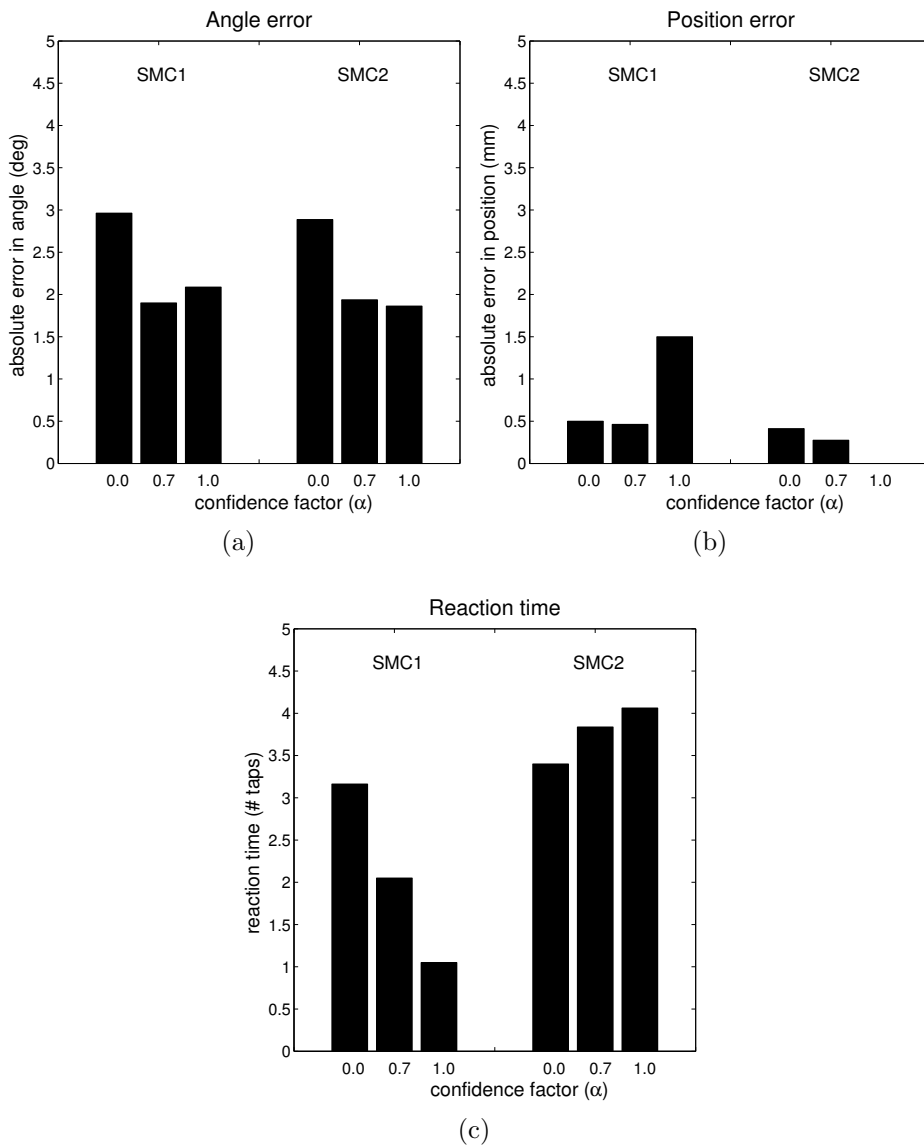 Angle error
5
4.5
4
3.5
3
2.5
2
1.5
1
0.5
0
absolute error in angle (deg)
SMC1 SMC2
0.0 0.7 1.0 0.0 0.7 1.0
confidence factor (α)
(a)
Position error
5
4.5
4
3.5
3
2.5
2
1.5
1
0.5
0
absolute error in position (mm)
SMC1 SMC2
0.0 0.7 1.0 0.0 0.7 1.0
confidence factor (α)
(b)
Reaction time
5
4.5
4
3.5
3
2.5
2
1.5
1
0.5
0
reaction time (# taps)
SMC1 SMC2
0.0 0.7 1.0 0.0 0.7 1.0
confidence factor (α)
(c)